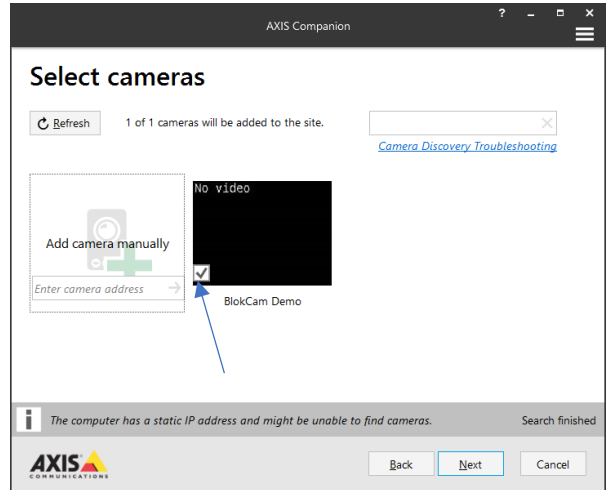 AXIS Companion
?
Select cameras
Refresh
1 of 1 cameras will be added to the site.
Camera Discovery Troubleshooting
No video
Add camera manually
Enter camera address
BlokCam Demo
The computer has a static IP address and might be unable to find cameras.
Search finished
AXIS
COMMUNICATIONS
Back
Next
Cancel